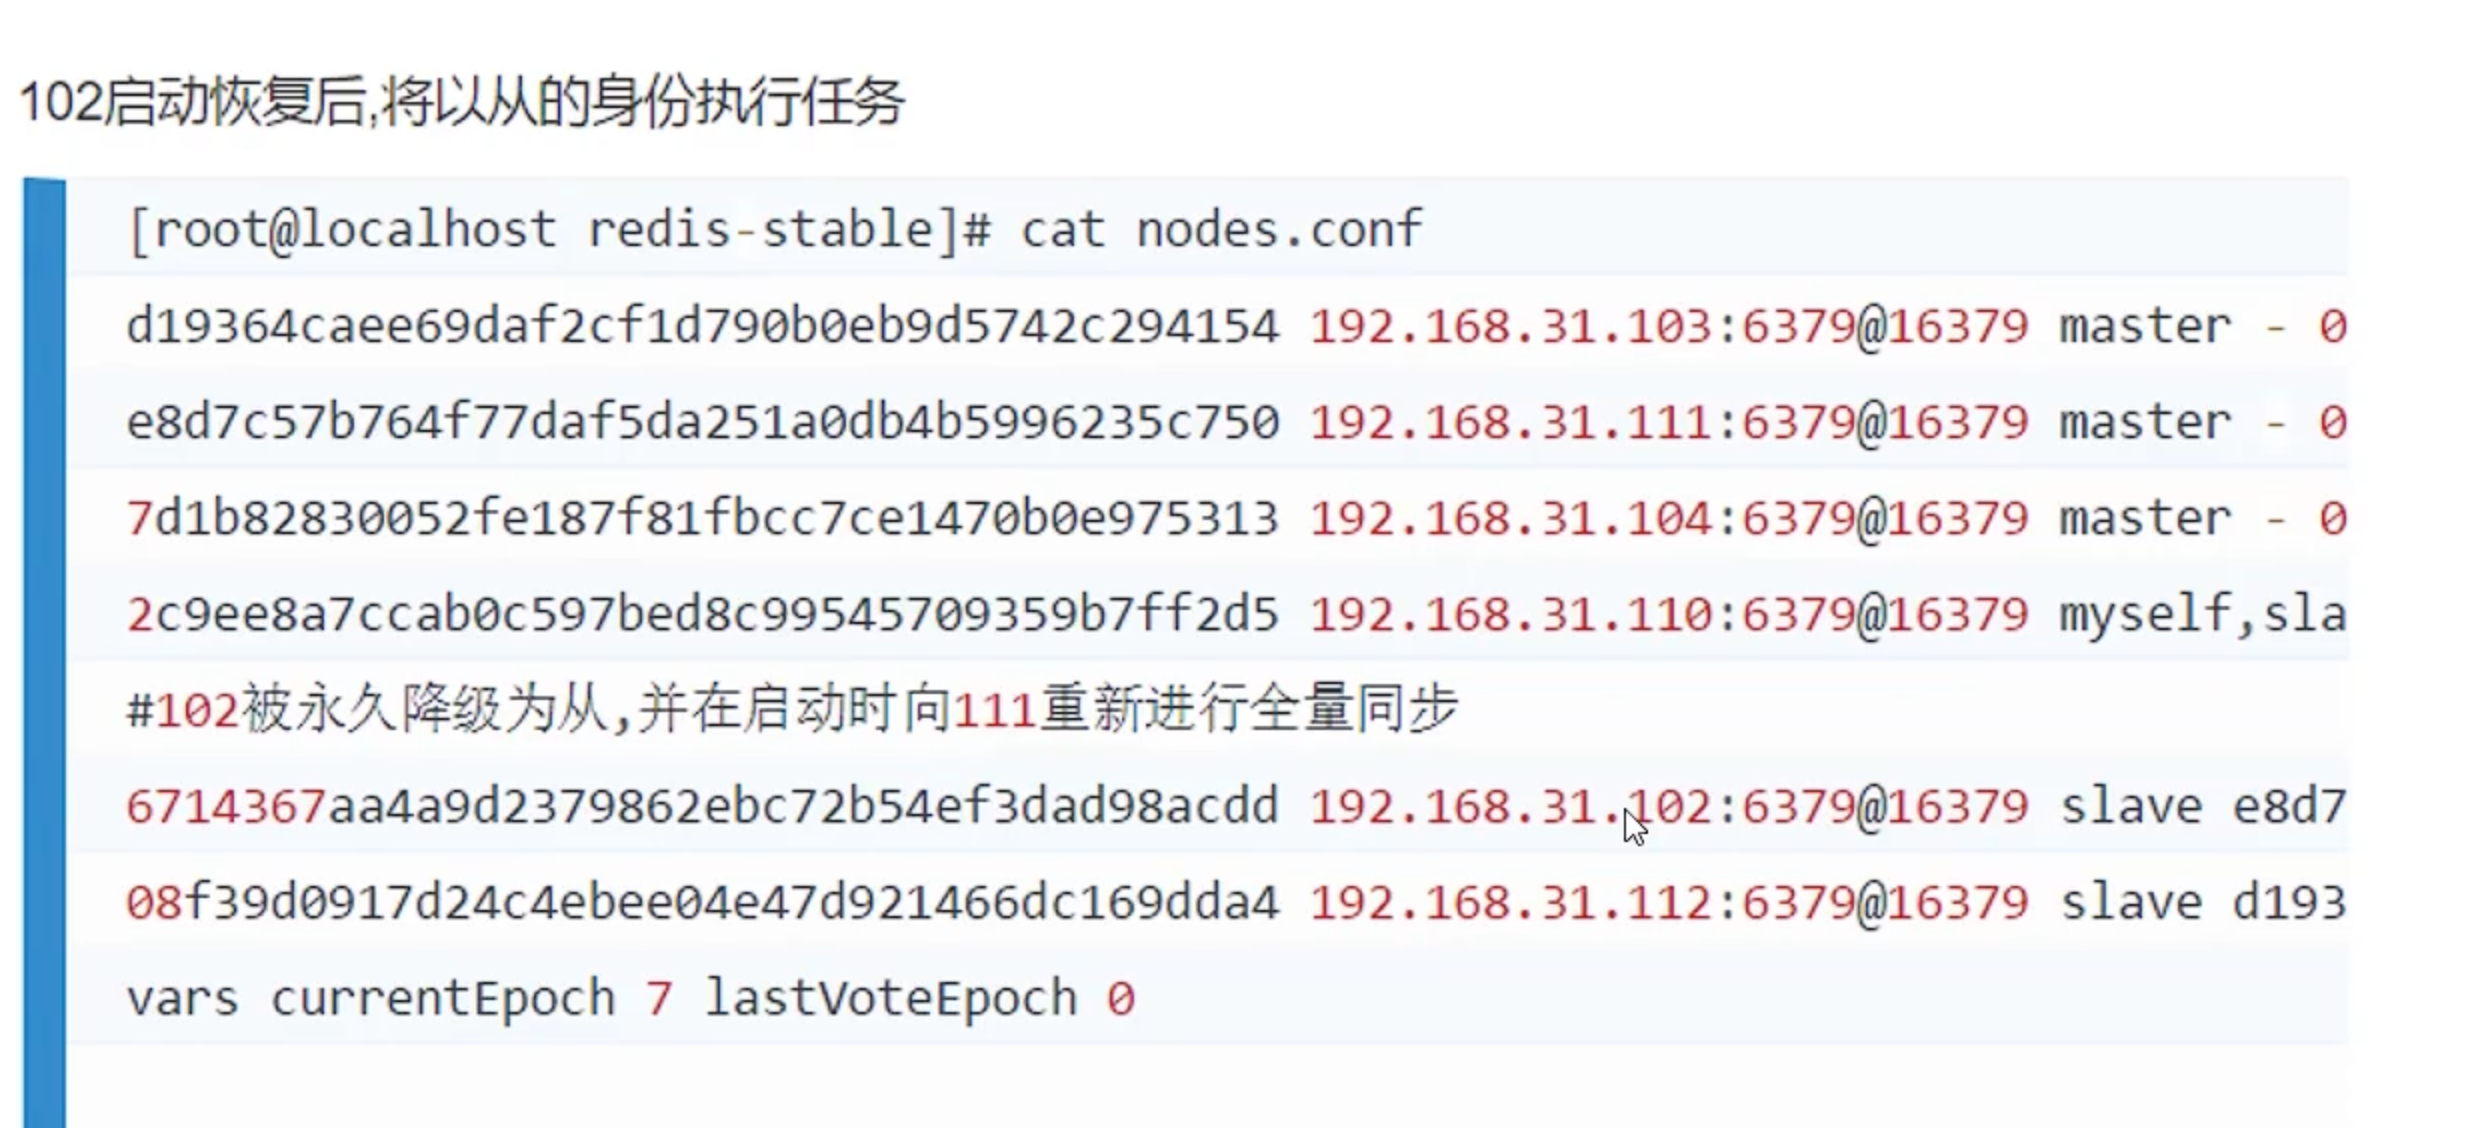 102启动恢复后,将以从的身份执行任务
[root@localhost redis-stable]# cat nodes.conf
d19364caee69daf2cf1d790b0eb9d5742c294154 192.168.31.103:6379@16379 master - 0
e8d7c57b764f77daf5da251a0db4b5996235c750 192.168.31.111:6379@16379 master - 0
7d1b82830052fe187f81fbcc7ce1470b0e975313 192.168.31.104:6379@16379 master - 0
2c9ee8a7ccab0c597bed8c99545709359b7ff2d5 192.168.31.110:6379@16379 myself,sla
#102被永久降级为从,并在启动时向111重新进行全量同步
6714367aa4a9d2379862ebc72b54ef3dad98acdd 192.168.31.102:6379@16379 slave e8d7
08f39d0917d24c4ebee04e47d921466dc169dda4 192.168.31.112:6379@16379 slave d193
vars currentEpoch 7 lastVoteEpoch 0